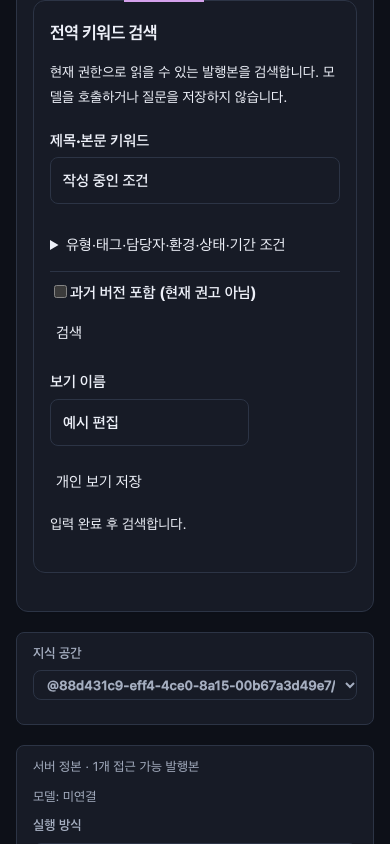 전역 키워드 검색
현재 권한으로 읽을 수 있는 발행본을 검색합니다. 모
델을 호출하거나 질문을 저장하지 않습니다.
제목·본문 키워드
작성 중인 조건
▶ 유형·태그·담당자·환경·상태·기간 조건
과거 버전 포함 (현재 권고 아님)
검색
보기 이름
예시 편집
개인 보기 저장
입력 완료 후 검색합니다.
지식 공간
@88d431c9-eff4-4ce0-8a15-00b67a3d49e7/
서버 정본 · 1개 접근 가능 발행본
모델: 미연결
실행 방식